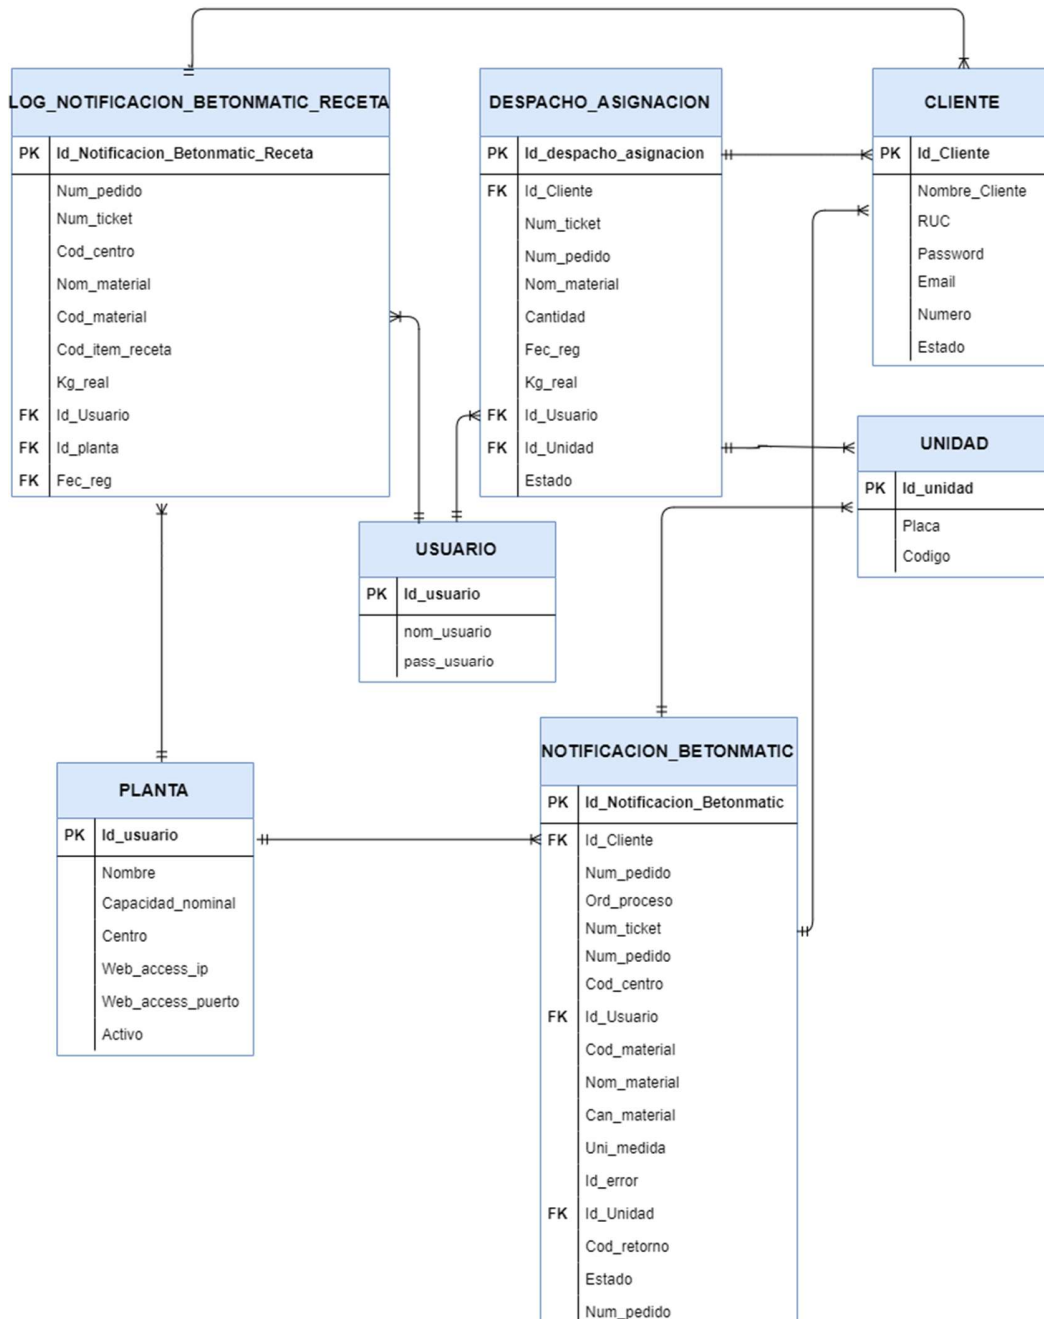 LOG_NOTIFICACION_BETONMATIC_RECETA
PK Id_Notificacion_Betonmatic_Receta
Num_pedido
Num_ticket
Cod_centro
Nom_material
Cod_material
Cod_item_receta
Kg_real
FK Id_Usuario
FK Id_planta
FK Fec_reg
DESPACHO_ASIGNACION
PK Id_despacho_asignacion
FK Id_Cliente
Num_ticket
Num_pedido
Nom_material
Cantidad
Fec_reg
Kg_real
FK Id_Usuario
FK Id_Unidad
Estado
CLIENTE
PK Id_Cliente
Nombre_Cliente
RUC
Password
Email
Numero
Estado
UNIDAD
PK Id_unidad
Placa
Codigo
USUARIO
PK Id_usuario
nom_usuario
pass_usuario
PLANTA
PK Id_usuario
Nombre
Capacidad_nominal
Centro
Web_access_ip
Web_access_puerto
Activo
NOTIFICACION_BETONMATIC
PK Id_Notificacion_Betonmatic
FK Id_Cliente
Num_pedido
Ord_proceso
Num_ticket
Num_pedido
Cod_centro
FK Id_Usuario
Cod_material
Nom_material
Can_material
Uni_medida
Id_error
FK Id_Unidad
Cod_retorno
Estado
Num_pedido